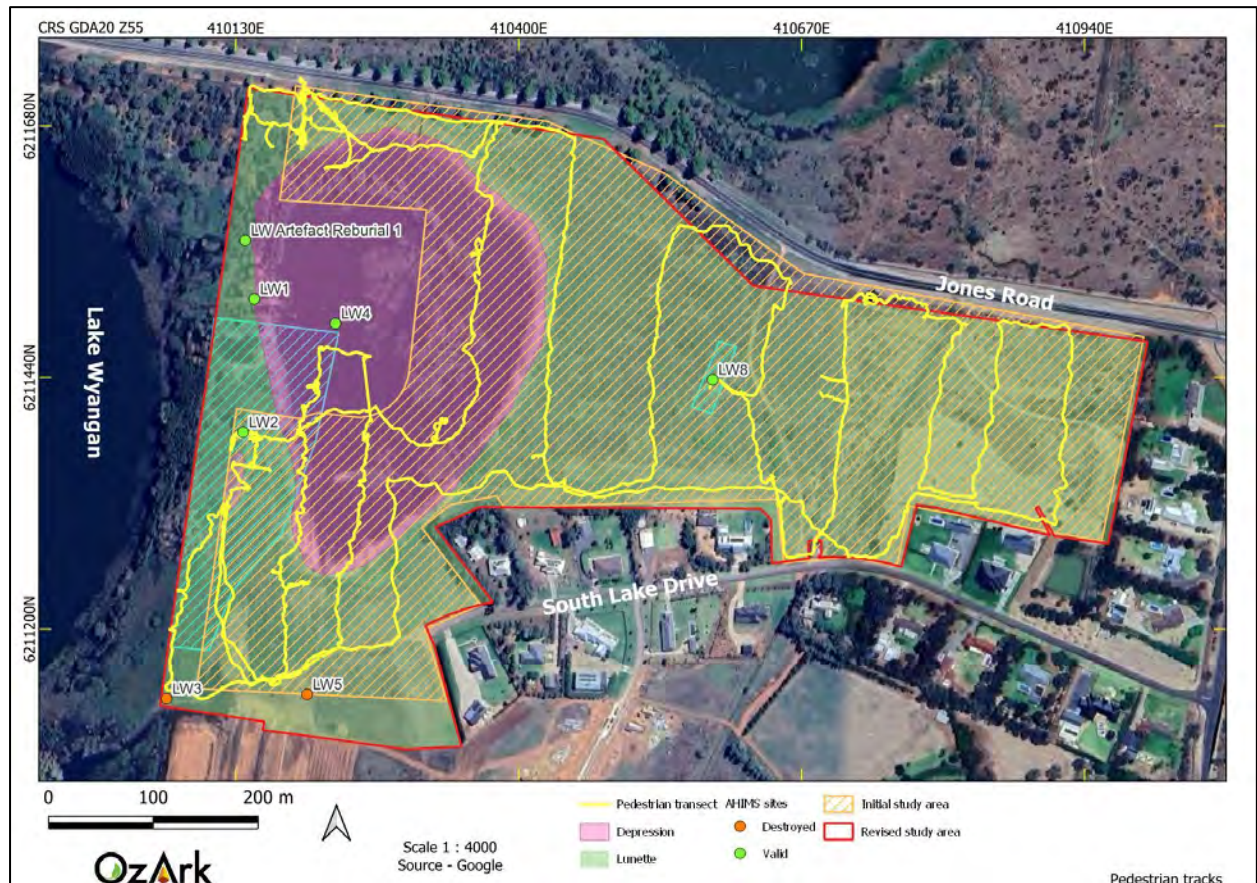 CRS GDA20 Z55
410130E
410400E
410670E
410940E
6211680N
6211440N
6211200N
LW Artefact Reburial 1
LW1
LW4
Jones Road
Lake Wyangan
LW8
LW2
South Lake Drive
LW3
LW5
0 100 200 m
Scale 1 : 4000
Source - Google
OzArk
Pedestrian transect
Depression
Lunette
AHIMS sites
Destroyed
Valid
Initial study area
Revised study area
Pedestrian tracks